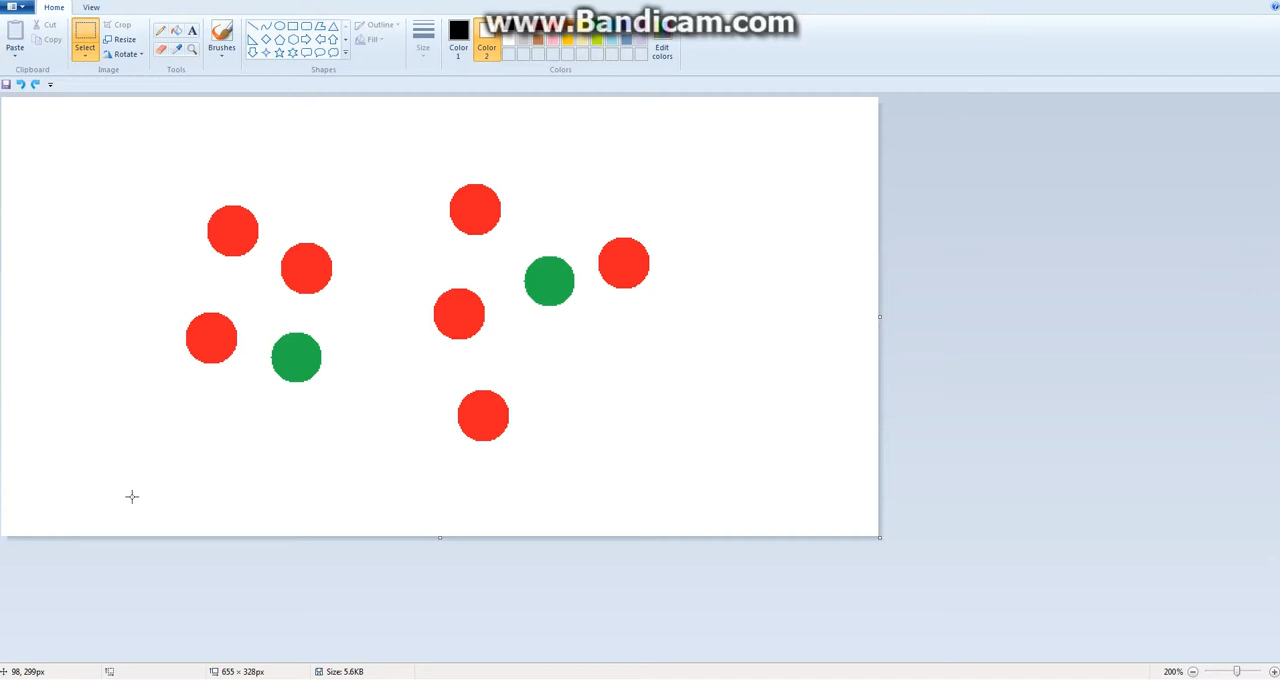 Home View
www.Bandicam.com
Paste
Cut
Copy
Clipboard
Select
Crop
Resize
Rotate
Image
A
Tools
Brushes
Outline
Fill
Shapes
Size
Color 1
Color 2
Edit colors
Colors
98, 299px
655 × 328px
Size: 5.6KB
200%